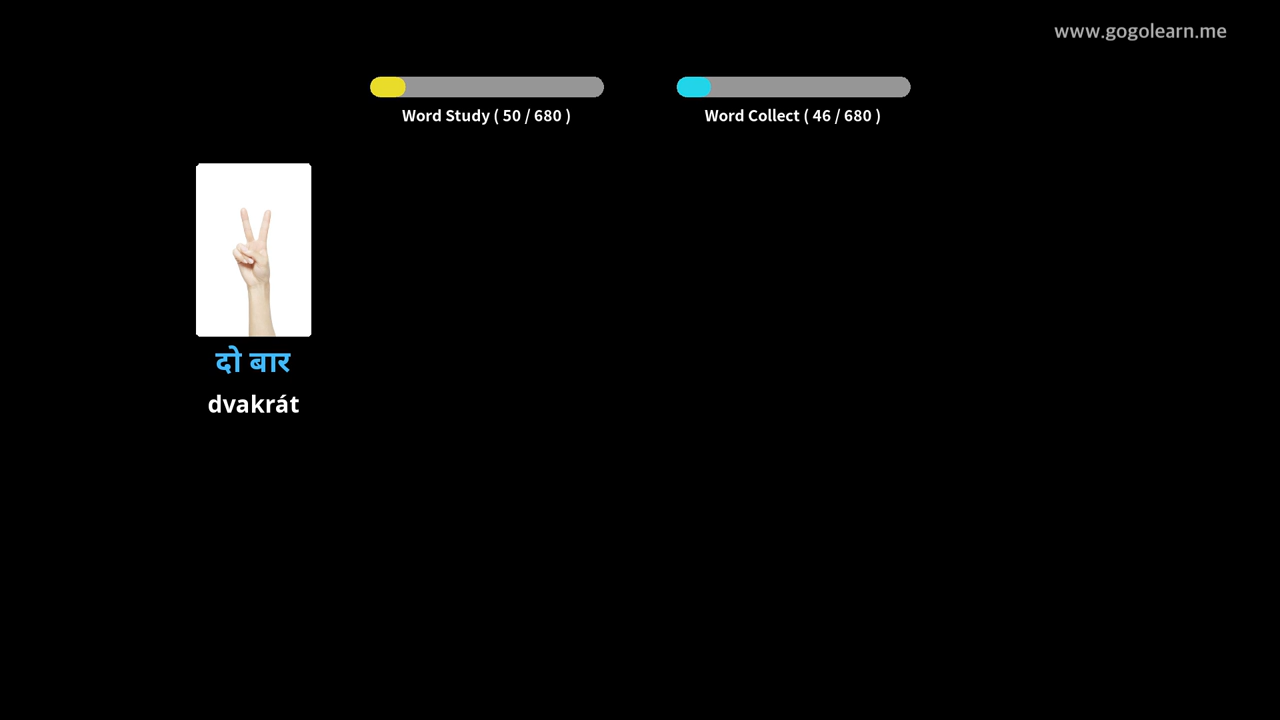 www.gogolearn.me
Word Study ( 50 / 680 )
Word Collect ( 46 / 680 )
दो बार
dvakrát